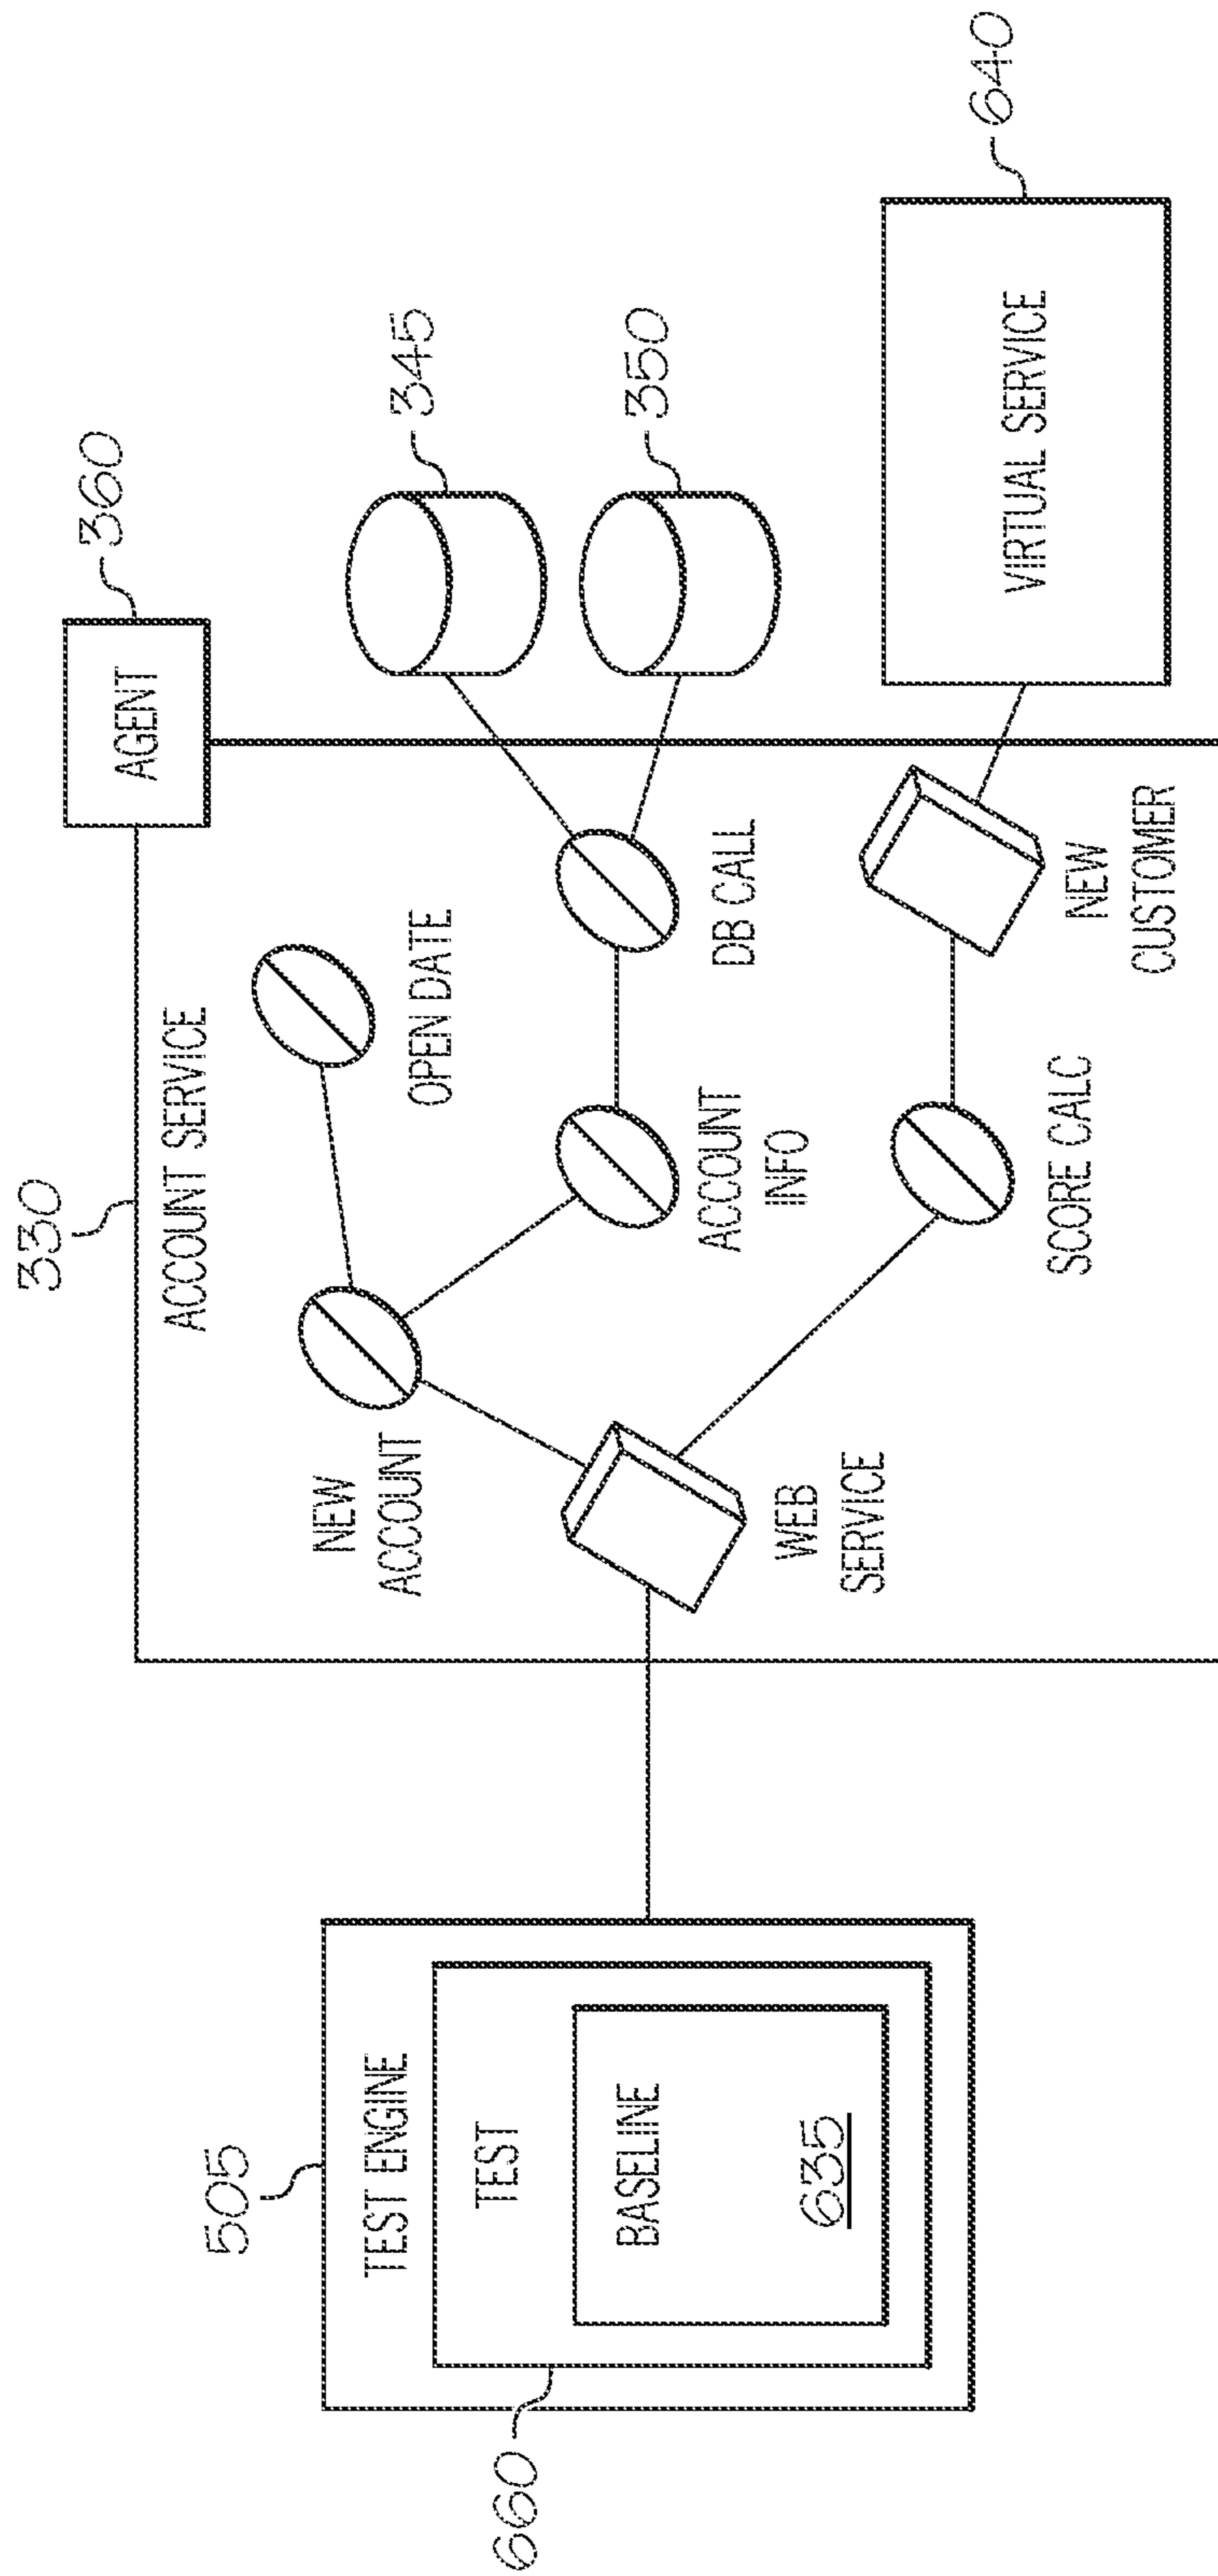 330
ACCOUNT SERVICE
AGENT
360
505
TEST ENGINE
660
TEST
BASELINE
635
NEW
ACCOUNT
OPEN DATE
345
WEB
SERVICE
ACCOUNT
INFO
DB CALL
350
SCORE CALC
NEW
CUSTOMER
VIRTUAL SERVICE
640